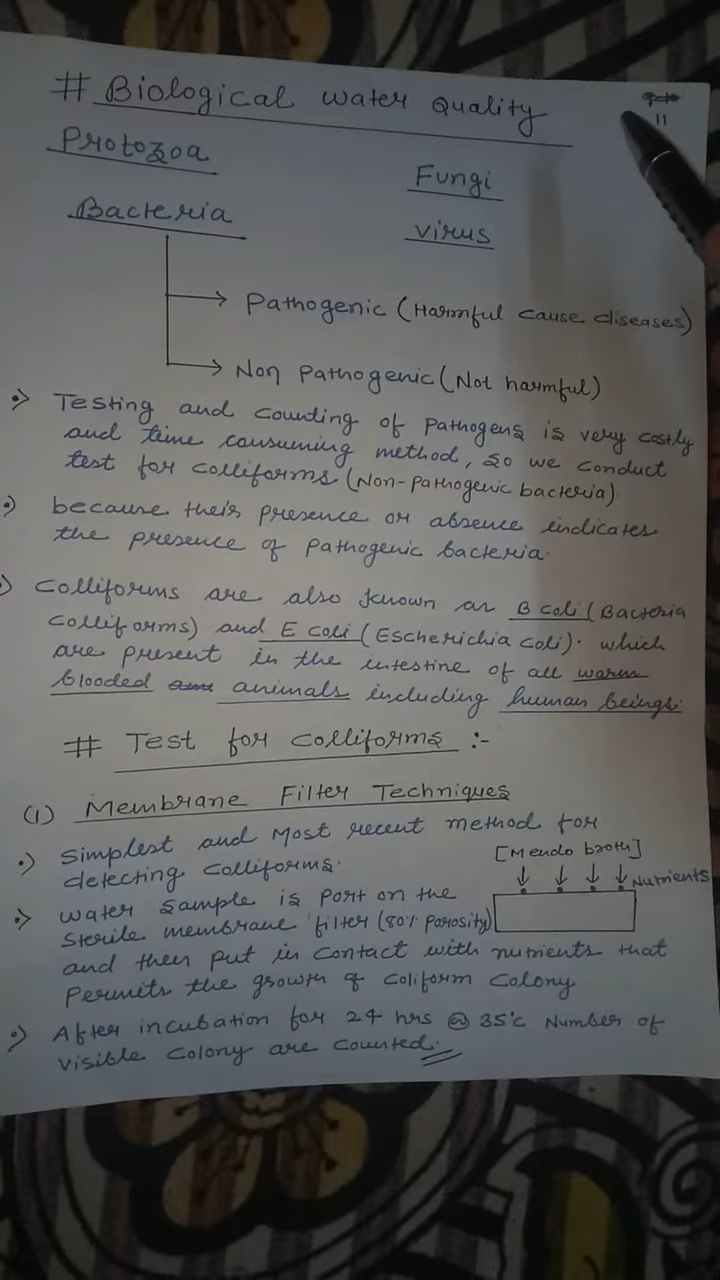 # Biological water Quality
11
Protozoa
Fungi
Bacteria
virus
Pathogenic (Harmful cause diseases)
Non Pathogenic (Not harmful)
Testing and counting of pathogens is very costly
and time consuming method, so we conduct
test for colliforms (Non-pathogenic bacteria)
because their presence or absence indicates
the presence of pathogenic bacteria.
Colliforms are also known as B coli (Bacteria
colliforms) and E coli (Escherichia coli). which
are present in the intestine of all warm
blooded animals including human beings.
# Test for colliforms :-
(1) Membrane Filter Techniques
Simplest and Most recent method for
detecting colliforms.
[Mendo broth]
Nutrients
water sample is port on the
sterile membrane filter (80% porosity)
and then put in contact with nutrients that
Permits the growth of coliform colony
After incubation for 24 hrs @ 35°c Number of
visible colony are counted.